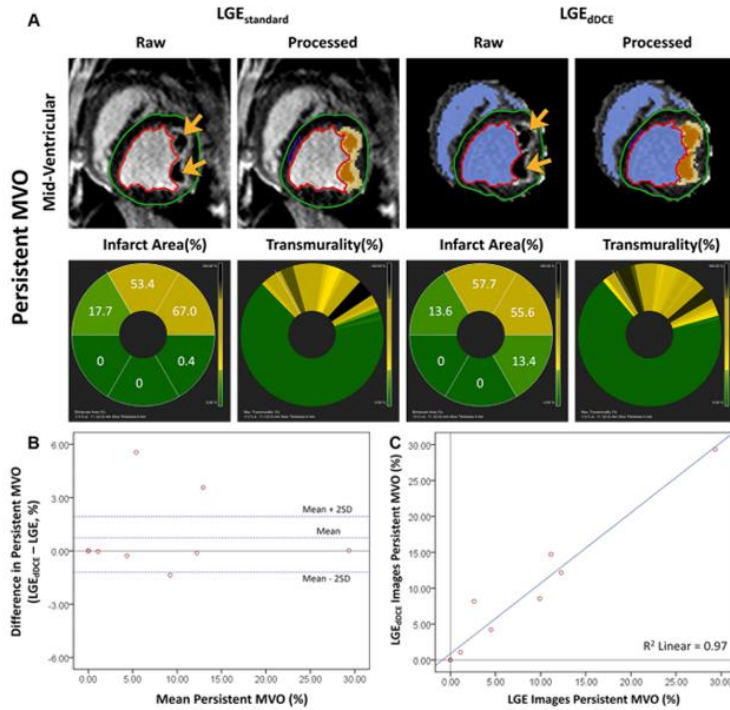 A
LGEstandard
LGEdDCE
Raw
Processed
Raw
Processed
Persistent MVO
Mid-Ventricular
Infarct Area(%)
Transmurality(%)
Infarct Area(%)
Transmurality(%)
53.4
17.7
67.0
0
0.4
0
57.7
13.6
55.6
0
13.4
0
B
Difference in Persistent MVO
(LGEdDCE – LGE, %)
6.00
3.00
0.00
-3.00
-6.00
Mean + 2SD
Mean
Mean - 2SD
0.00 5.00 10.00 15.00 20.00 25.00 30.00
Mean Persistent MVO (%)
C
LGEdDCE Images Persistent MVO (%)
30.00
25.00
20.00
15.00
10.00
5.00
0.00
R2 Linear = 0.97
0.00 5.00 10.00 15.00 20.00 25.00 30.00
LGE Images Persistent MVO (%)